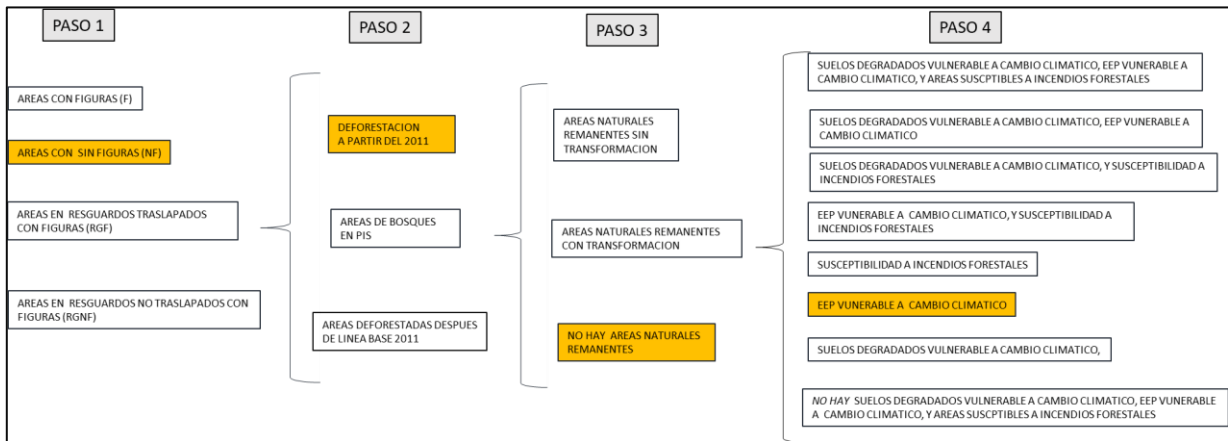 PASO 1
AREAS CON FIGURAS (F)
AREAS CON  SIN FIGURAS (NF)
AREAS EN  RESGUARDOS TRASLAPADOS
CON FIGURAS (RGF)
AREAS EN  RESGUARDOS NO TRASLAPADOS CON
FIGURAS (RGNF)
PASO 2
DEFORESTACION
A PARTIR DEL 2011
AREAS DE BOSQUES
EN PIS
AREAS DEFORESTADAS DESPUES
DE LINEA BASE 2011
PASO 3
AREAS NATURALES
REMANENTES SIN
TRANSFORMACION
AREAS NATURALES REMANENTES
CON TRANSFORMACION
NO HAY  AREAS NATURALES
REMANENTES
PASO 4
SUELOS DEGRADADOS VULNERABLE A CAMBIO CLIMATICO, EEP VUNERABLE A
CAMBIO CLIMATICO, Y AREAS SUSCPTIBLES A INCENDIOS FORESTALES
SUELOS DEGRADADOS VULNERABLE A CAMBIO CLIMATICO, EEP VUNERABLE A
CAMBIO CLIMATICO
SUELOS DEGRADADOS VULNERABLE A CAMBIO CLIMATICO, Y SUSCEPTIBILIDAD A
INCENDIOS FORESTALES
EEP VUNERABLE A  CAMBIO CLIMATICO, Y SUSCEPTIBILIDAD A
INCENDIOS FORESTALES
SUSCEPTIBILIDAD A INCENDIOS FORESTALES
EEP VUNERABLE A  CAMBIO CLIMATICO
SUELOS DEGRADADOS VULNERABLE A CAMBIO CLIMATICO,
NO HAY  SUELOS DEGRADADOS VULNERABLE A CAMBIO CLIMATICO, EEP VUNERABLE
A  CAMBIO CLIMATICO, Y AREAS SUSCPTIBLES A INCENDIOS FORESTALES